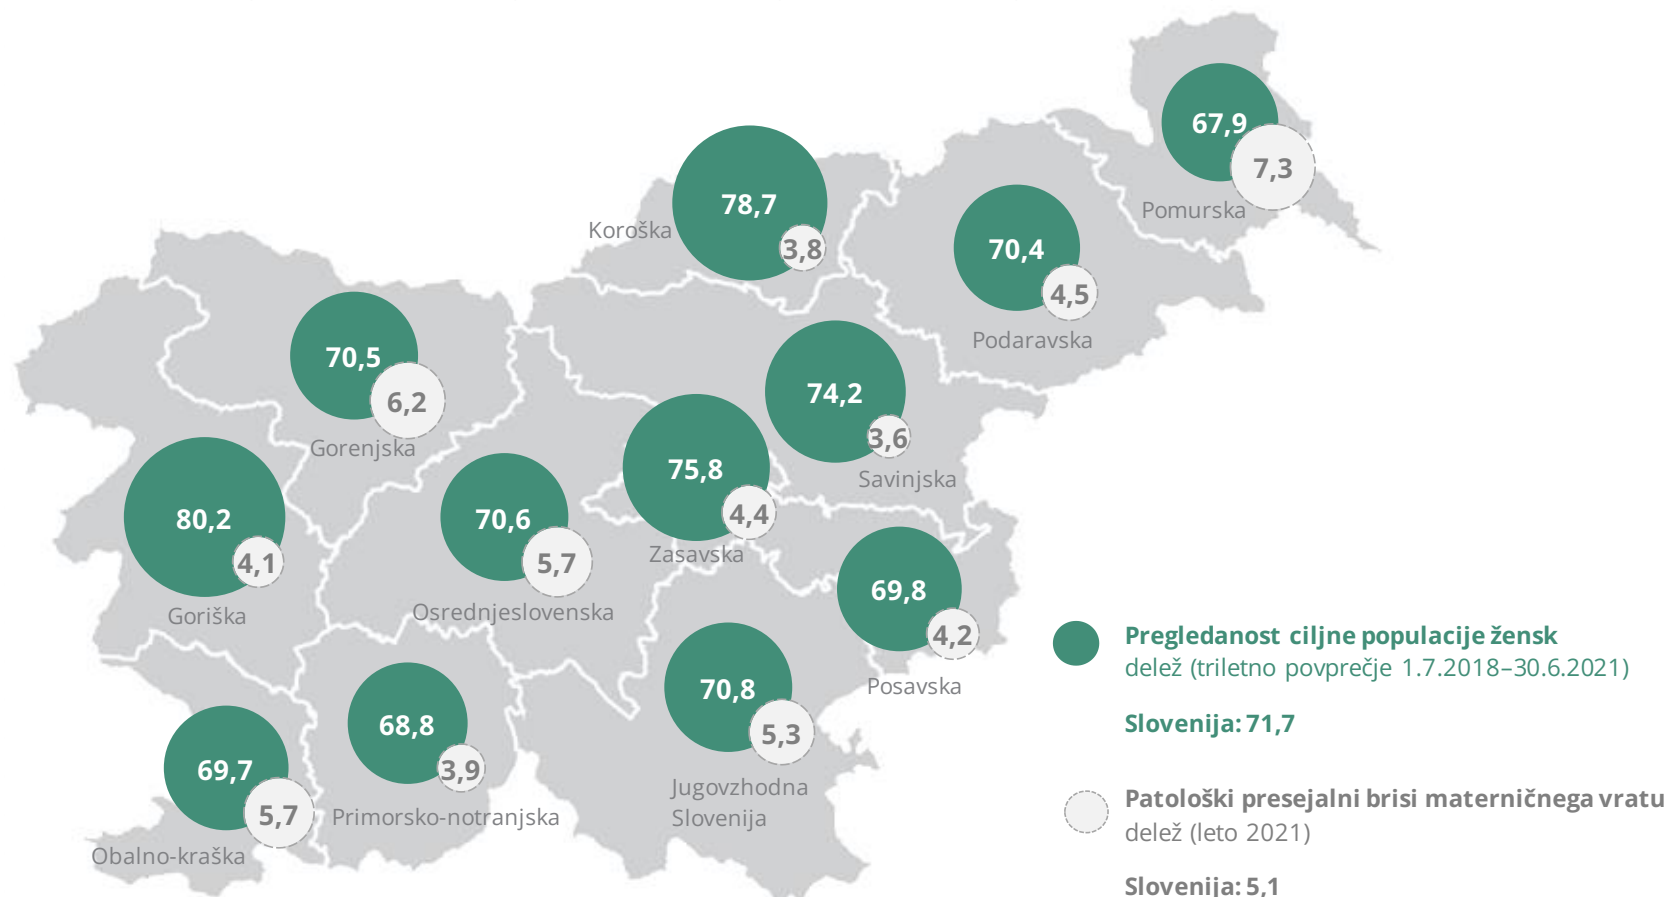 67,9
7,3
Pomurska
78,7
3,8
Koroška
70,4
4,5
Podaravska
70,5
6,2
Gorenjska
74,2
3,6
Savinjska
75,8
4,4
Zasavska
80,2
4,1
Goriška
70,6
5,7
Osrednjeslovenska
69,8
4,2
Posavska
70,8
5,3
Jugovzhodna
Slovenija
68,8
3,9
Primorsko-notranjska
69,7
5,7
Obalno-kraška
Pregledanost ciljne populacije žensk
delež (triletno povprečje 1.7.2018–30.6.2021)
Slovenija: 71,7
Patološki presejalni brisi materničnega vratu
delež (leto 2021)
Slovenija: 5,1